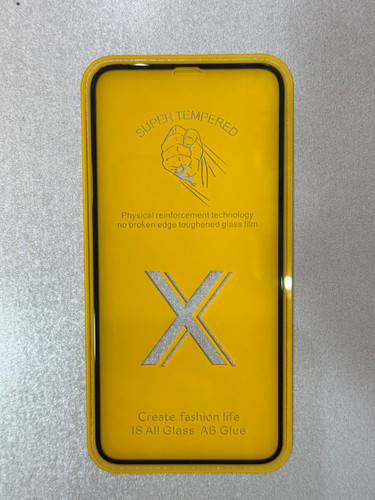 SUPER TEMPERED
Physical reinforcement technology
no broken edge toughened glass film
X
Create fashion life
IS All Glass AB Glue